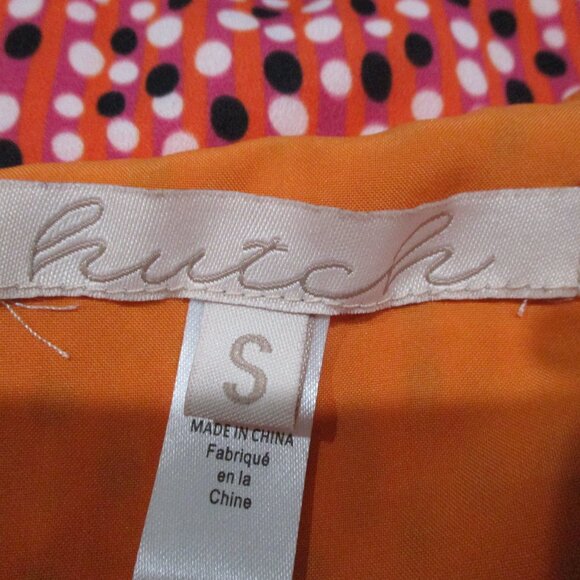 hutch
S
MADE IN CHINA
Fabriqué
en la
Chine